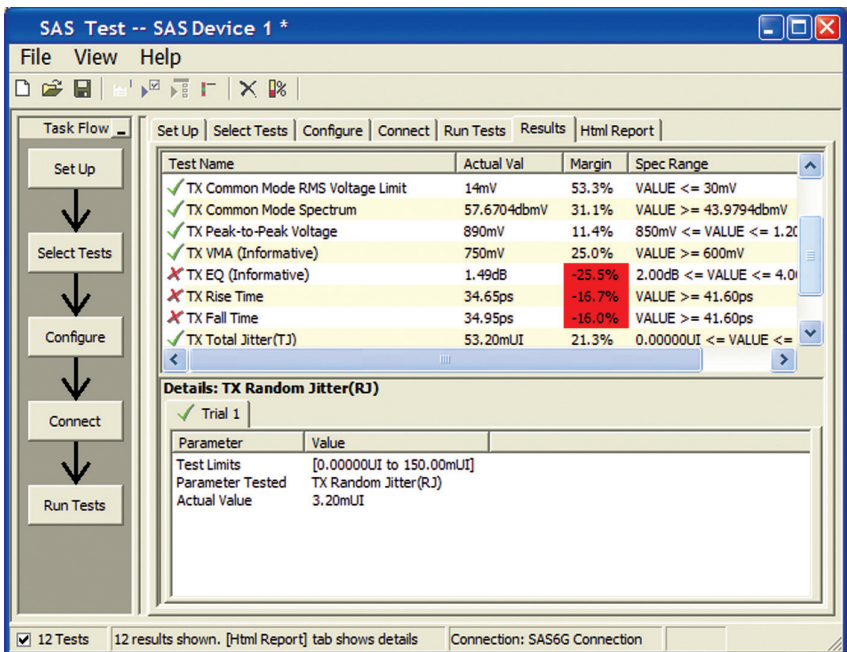 SAS Test -- SAS Device 1 *
File View Help
Task Flow
Set Up
Select Tests
Configure
Connect
Run Tests
Set Up Select Tests Configure Connect Run Tests Results Html Report
Test Name Actual Val Margin Spec Range
TX Common Mode RMS Voltage Limit 14mV 53.3% VALUE <= 30mV
TX Common Mode Spectrum 57.6704dbmV 31.1% VALUE >= 43.9794dbmV
TX Peak-to-Peak Voltage 890mV 11.4% 850mV <= VALUE <= 1.20
TX VMA (Informative) 750mV 25.0% VALUE >= 600mV
TX EQ (Informative) 1.49dB -25.5% 2.00dB <= VALUE <= 4.00
TX Rise Time 34.65ps -16.7% VALUE >= 41.60ps
TX Fall Time 34.95ps -16.0% VALUE >= 41.60ps
TX Total Jitter(TJ) 53.20mUI 21.3% 0.00000UI <= VALUE <=
Details: TX Random Jitter(RJ)
Trial 1
Parameter Value
Test Limits [0.00000UI to 150.00mUI]
Parameter Tested TX Random Jitter(RJ)
Actual Value 3.20mUI
12 Tests 12 results shown. [Html Report] tab shows details Connection: SAS6G Connection